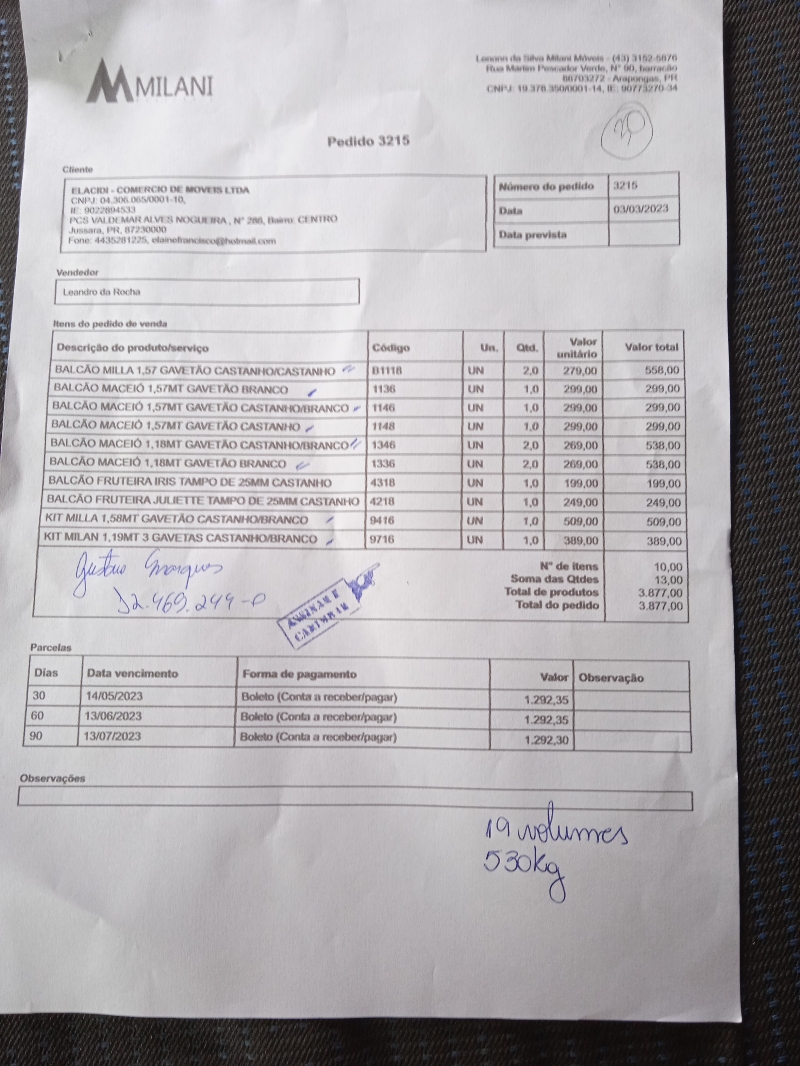 MILANI
Lenonn da Silva Milani Móveis - (43) 3152-5670
Rua Martim Pescador Verde, N° 90, barracão
86703272 - Arapongas, PR
CNPJ: 19.378.350/0001-14, IE: 90773270-34
Pedido 3215
Cliente
ELACIDI - COMERCIO DE MOVEIS LTDA
CNPJ: 04.306.065/0001-10,
IE: 9022894533
PCS VALDEMAR ALVES NOGUEIRA , N° 286, Bairro: CENTRO
Jussara, PR, 87230000
Fone: 4435281225, elainefrancisco@hotmail.com
Número do pedido 3215
Data 03/03/2023
Data prevista
Vendedor
Leandro da Rocha
Itens do pedido de venda
Descrição do produto/serviço Código Un. Qtd. Valor unitário Valor total
BALCÃO MILLA 1,57 GAVETÃO CASTANHO/CASTANHO 81118 UN 2,0 279,00 558,00
BALCÃO MACEIÓ 1,57MT GAVETÃO BRANCO 1136 UN 1,0 299,00 299,00
BALCÃO MACEIÓ 1,57MT GAVETÃO CASTANHO/BRANCO 1146 UN 1,0 299,00 299,00
BALCÃO MACEIÓ 1,57MT GAVETÃO CASTANHO 1148 UN 1,0 299,00 299,00
BALCÃO MACEIÓ 1,18MT GAVETÃO CASTANHO/BRANCO 1346 UN 2,0 269,00 538,00
BALCÃO MACEIÓ 1,18MT GAVETÃO BRANCO 1336 UN 2,0 269,00 538,00
BALCÃO FRUTEIRA IRIS TAMPO DE 25MM CASTANHO 4318 UN 1,0 199,00 199,00
BALCÃO FRUTEIRA JULIETTE TAMPO DE 25MM CASTANHO 4218 UN 1,0 249,00 249,00
KIT MILLA 1,58MT GAVETÃO CASTANHO/BRANCO 9416 UN 1,0 509,00 509,00
KIT MILAN 1,19MT 3 GAVETAS CASTANHO/BRANCO 9716 UN 1,0 389,00 389,00
N° de itens 10,00
Soma das Qtdes 13,00
Total de produtos 3.877,00
Total do pedido 3.877,00
Gustavo Marques
12.469.244-0
ASSINAR E
CARIMBAR
Parcelas
Dias Data vencimento Forma de pagamento Valor Observação
30 14/05/2023 Boleto (Conta a receber/pagar) 1.292,35
60 13/06/2023 Boleto (Conta a receber/pagar) 1.292,35
90 13/07/2023 Boleto (Conta a receber/pagar) 1.292,30
Observações
19 volumes
530kg